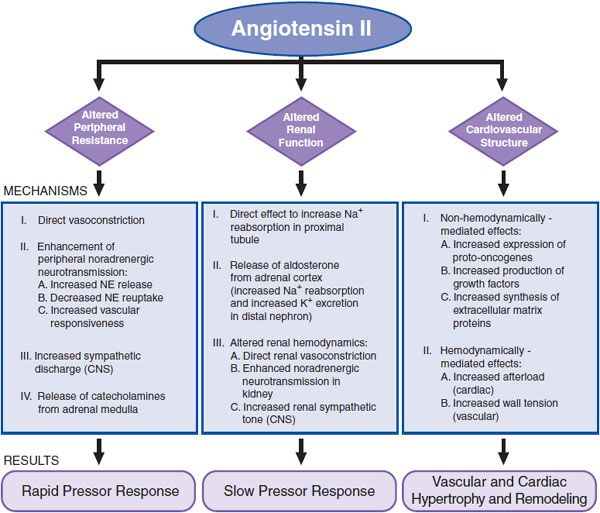 Angiotensin II
Altered
Peripheral
Resistance
Altered
Renal
Function
Altered
Cardiovascular
Structure
MECHANISMS
I. Direct vasoconstriction
II. Enhancement of
peripheral noradrenergic
neurotransmission:
A. Increased NE release
B. Decreased NE reuptake
C. Increased vascular
responsiveness
III. Increased sympathetic
discharge (CNS)
IV. Release of catecholamines
from adrenal medulla
I. Direct effect to increase Na⁺
reabsorption in proximal
tubule
II. Release of aldosterone
from adrenal cortex
(increased Na⁺ reabsorption
and increased K⁺ excretion
in distal nephron)
III. Altered renal hemodynamics:
A. Direct renal vasoconstriction
B. Enhanced noradrenergic
neurotransmission in
kidney
C. Increased renal sympathetic
tone (CNS)
I. Non-hemodynamically -
mediated effects:
A. Increased expression of
proto-oncogenes
B. Increased production of
growth factors
C. Increased synthesis of
extracellular matrix
proteins
II. Hemodynamically -
mediated effects:
A. Increased afterload
(cardiac)
B. Increased wall tension
(vascular)
RESULTS
Rapid Pressor Response
Slow Pressor Response
Vascular and Cardiac
Hypertrophy and Remodeling